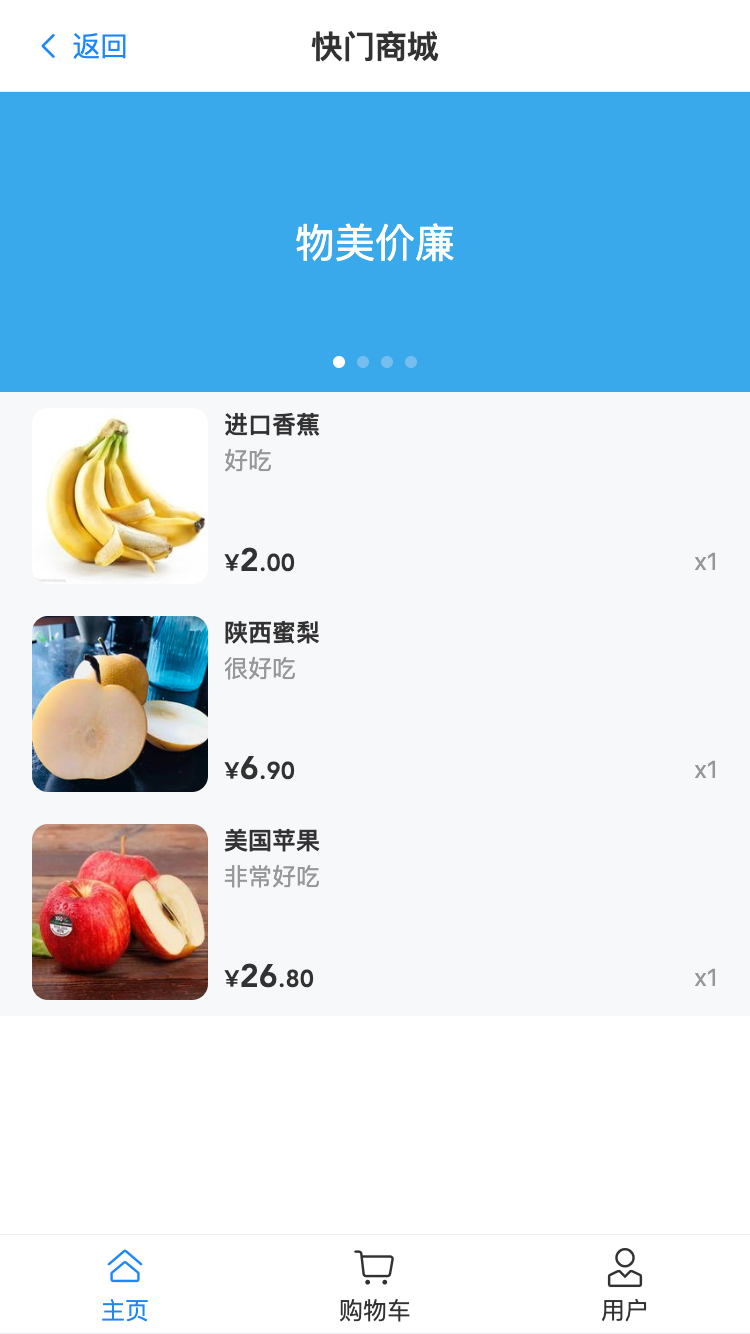 返回
快门商城
物美价廉
进口香蕉
好吃
¥2.00
x1
陕西蜜梨
很好吃
¥6.90
x1
美国苹果
非常好吃
¥26.80
x1
主页
购物车
用户